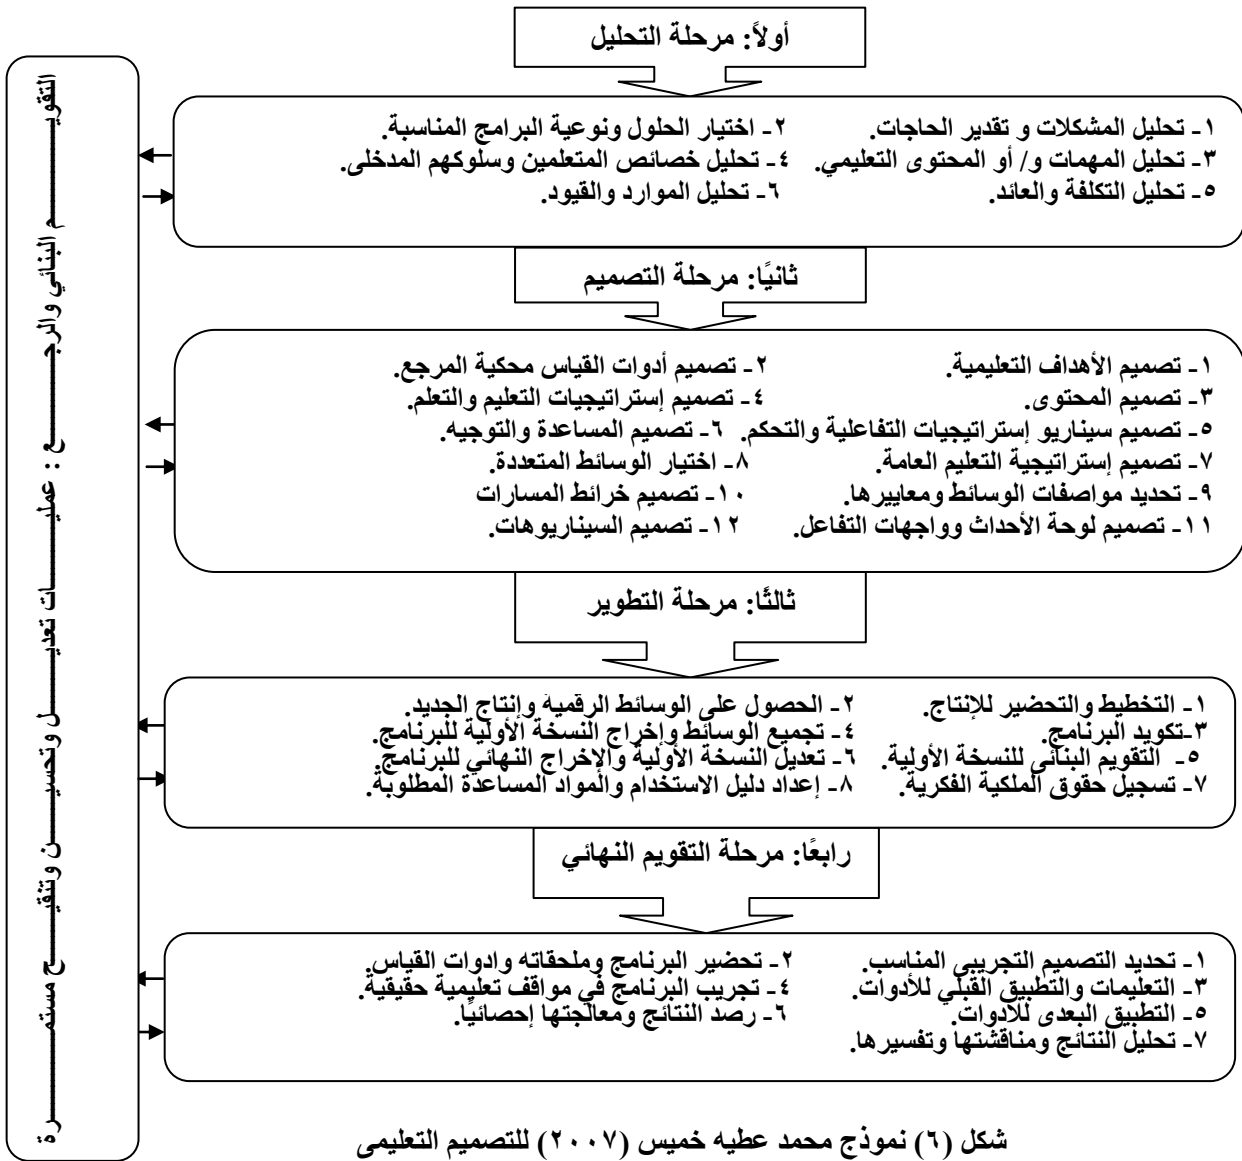 أولاً: مرحلة التحليل
١- تحليل المشكلات و تقدير الحاجات. ٢- اختيار الحلول ونوعية البرامج المناسبة.
٣- تحليل المهمات و/ أو المحتوى التعليمي. ٤- تحليل خصائص المتعلمين وسلوكهم المدخلى.
٥- تحليل التكلفة والعائد. ٦- تحليل الموارد والقيود.
ثانيًا: مرحلة التصميم
١- تصميم الأهداف التعليمية. ٢- تصميم أدوات القياس محكية المرجع.
٣- تصميم المحتوى. ٤- تصميم إستراتيجيات التعليم والتعلم.
٥- تصميم سيناريو إستراتيجيات التفاعلية والتحكم. ٦- تصميم المساعدة والتوجيه.
٧- تصميم إستراتيجية التعليم العامة. ٨- اختيار الوسائط المتعددة.
٩- تحديد مواصفات الوسائط ومعاييرها. ١٠- تصميم خرائط المسارات
١١- تصميم لوحة الأحداث وواجهات التفاعل. ١٢- تصميم السيناريوهات.
ثالثًا: مرحلة التطوير
١- التخطيط والتحضير للإنتاج. ٢- الحصول على الوسائط الرقمية وإنتاج الجديد.
٣-تكويد البرنامج. ٤- تجميع الوسائط وإخراج النسخة الأولية للبرنامج.
٥- التقويم البنائى للنسخة الأولية. ٦- تعديل النسخة الأولية والإخراج النهائي للبرنامج.
٧- تسجيل حقوق الملكية الفكرية. ٨- إعداد دليل الاستخدام والمواد المساعدة المطلوبة.
رابعًا: مرحلة التقويم النهائي
١- تحديد التصميم التجريبي المناسب. ٢- تحضير البرنامج وملحقاته وادوات القياس.
٣- التعليمات والتطبيق القبلي للأدوات. ٤- تجريب البرنامج في مواقف تعليمية حقيقية.
٥- التطبيق البعدى للأدوات. ٦- رصد النتائج ومعالجتها إحصائيًا.
٧- تحليل النتائج ومناقشتها وتفسيرها.
التقويـــم البنائي والرجـــع : عمليـــات تعديـــل وتحسيـــن وتنقيـــح مستمـــرة
شكل (٦) نموذج محمد عطيه خميس (٢٠٠٧) للتصميم التعليمى